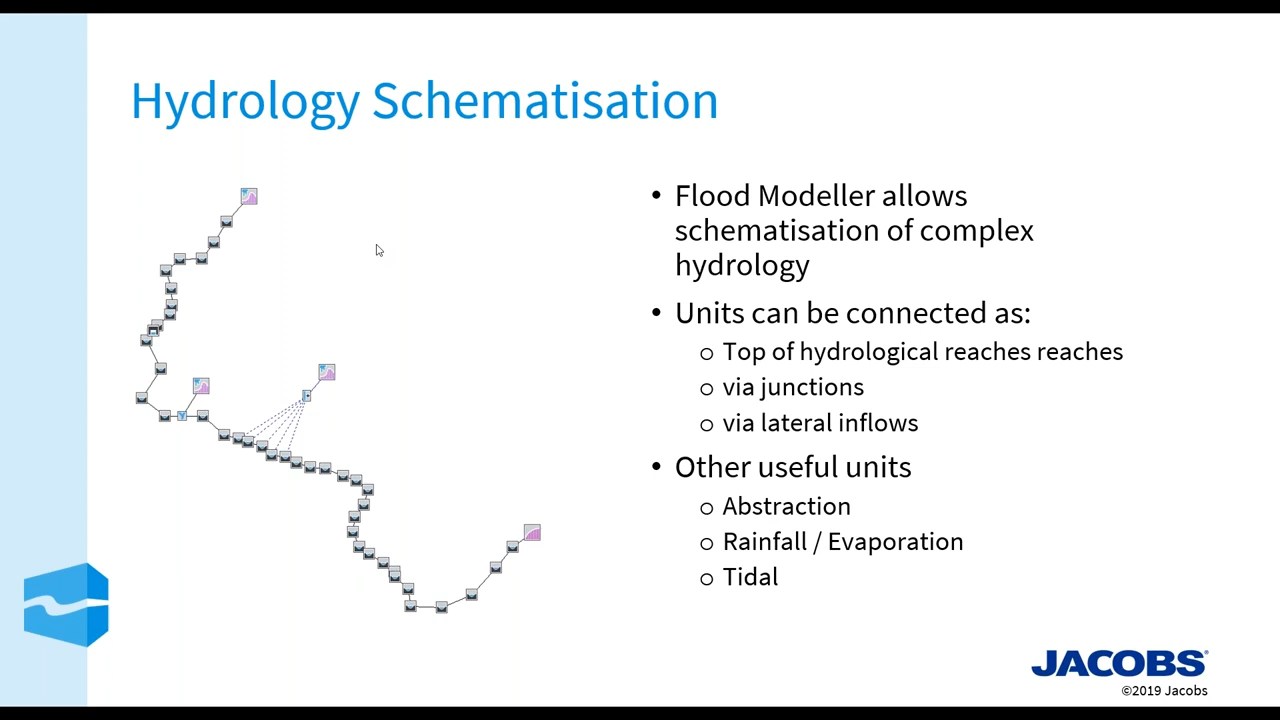 Hydrology Schematisation
• Flood Modeller allows
schematisation of complex
hydrology
• Units can be connected as:
o Top of hydrological reaches reaches
o via junctions
o via lateral inflows
• Other useful units
o Abstraction
o Rainfall / Evaporation
o Tidal
JACOBS®
©2019 Jacobs